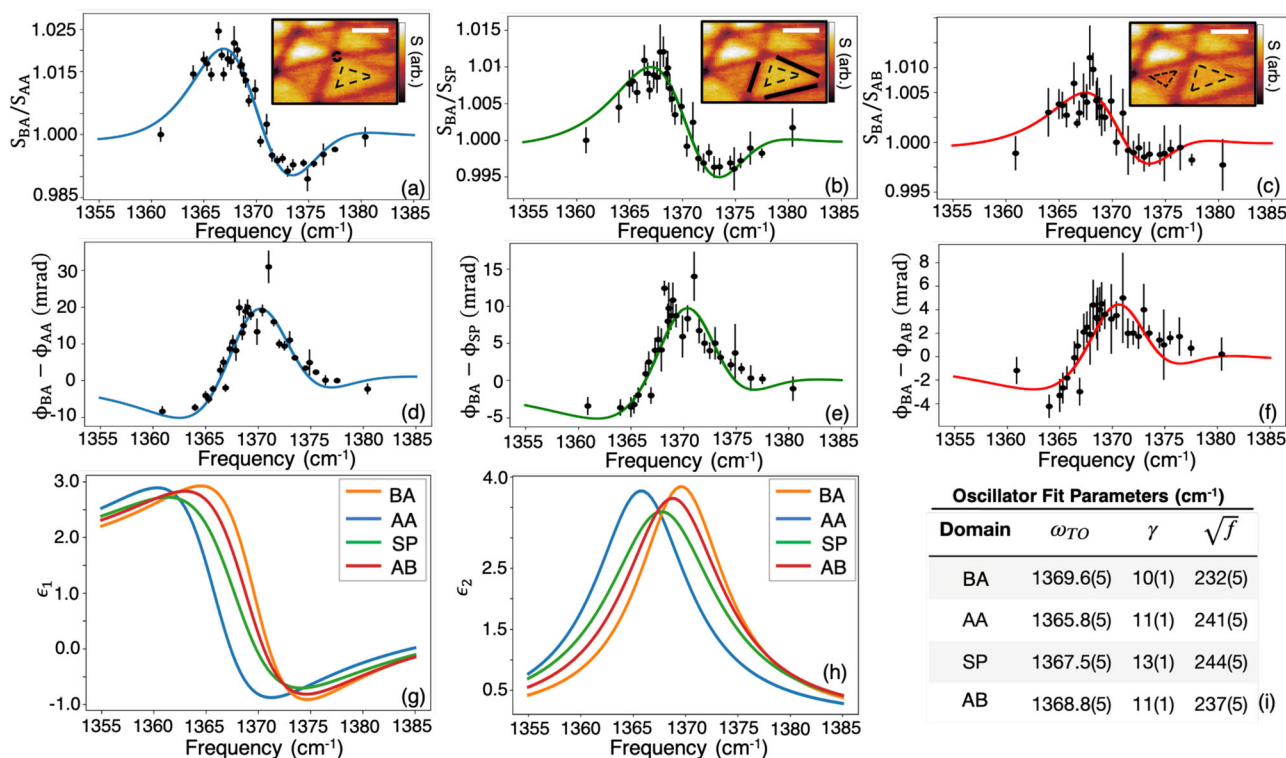 S (arb.)
S (arb.)
S (arb.)
S_BA/S_AA
1.025
1.015
1.000
0.985
(a)
1355 1360 1365 1370 1375 1380 1385
Frequency (cm⁻¹)
S_BA/S_SP
1.015
1.010
1.005
1.000
0.995
(b)
1355 1360 1365 1370 1375 1380 1385
Frequency (cm⁻¹)
S_BA/S_AB
1.010
1.005
1.000
0.995
(c)
1355 1360 1365 1370 1375 1380 1385
Frequency (cm⁻¹)
ϕ_BA − ϕ_AA (mrad)
30
20
10
0
-10
(d)
1355 1360 1365 1370 1375 1380 1385
Frequency (cm⁻¹)
ϕ_BA − ϕ_SP (mrad)
15
10
5
0
-5
(e)
1355 1360 1365 1370 1375 1380 1385
Frequency (cm⁻¹)
ϕ_BA − ϕ_AB (mrad)
8
6
4
2
0
-2
-4
(f)
1355 1360 1365 1370 1375 1380 1385
Frequency (cm⁻¹)
ϵ₁
3.0
2.0
1.0
0.0
-1.0
BA
AA
SP
AB
(g)
1355 1360 1365 1370 1375 1380 1385
Frequency (cm⁻¹)
ϵ₂
4.0
2.5
1.5
0.5
BA
AA
SP
AB
(h)
1355 1360 1365 1370 1375 1380 1385
Frequency (cm⁻¹)
Oscillator Fit Parameters (cm⁻¹)
Domain ω_TO γ √f
BA 1369.6(5) 10(1) 232(5)
AA 1365.8(5) 11(1) 241(5)
SP 1367.5(5) 13(1) 244(5)
AB 1368.8(5) 11(1) 237(5)
(i)